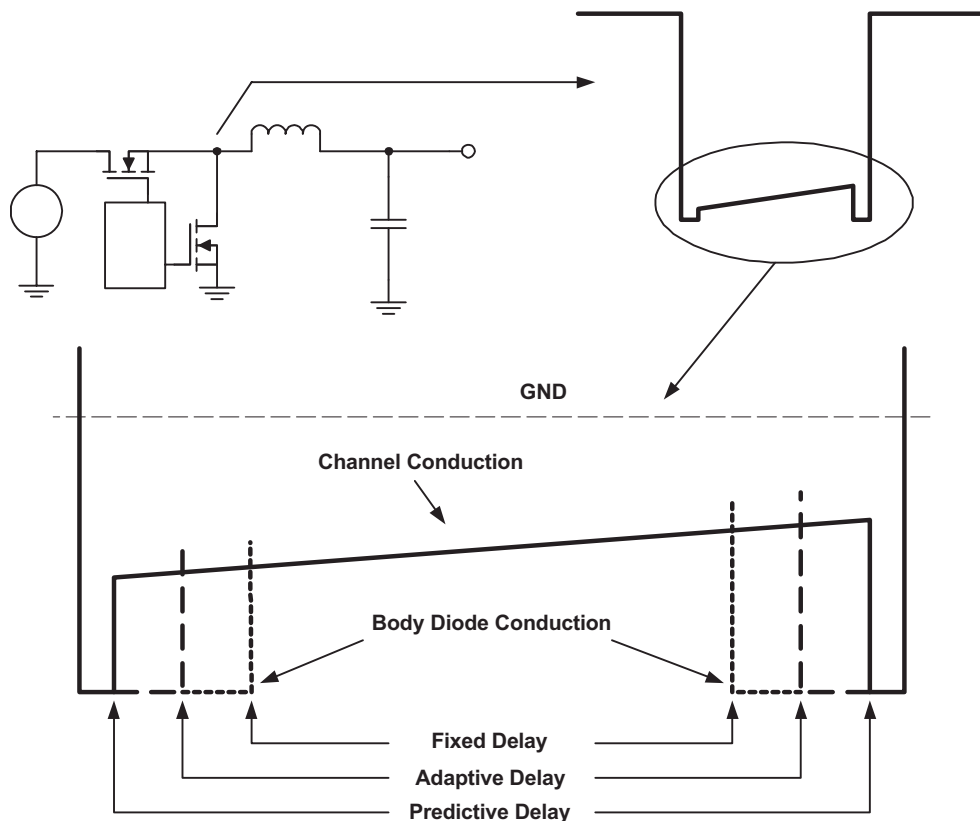 GND
Channel Conduction
Body Diode Conduction
Fixed Delay
Adaptive Delay
Predictive Delay